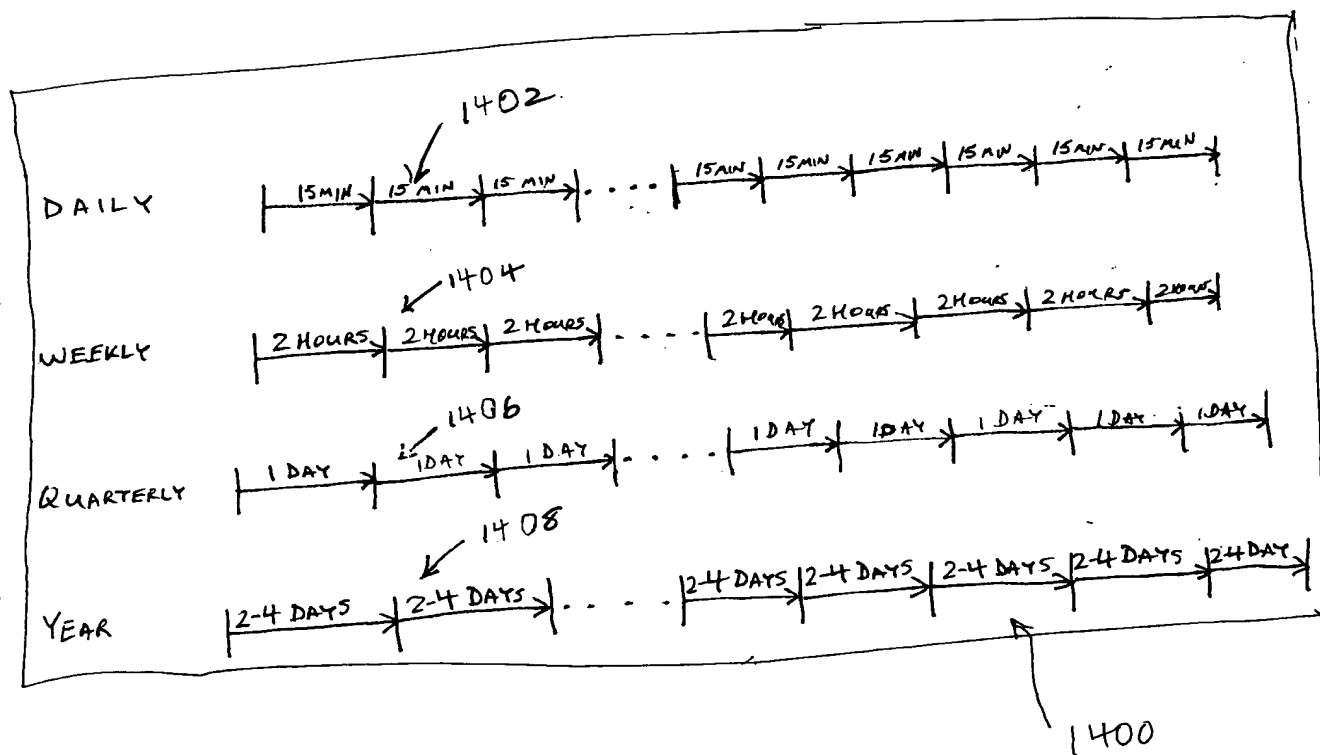 1402
DAILY 15 MIN 15 MIN 15 MIN . . . . 15 MIN 15 MIN 15 MIN 15 MIN 15 MIN 15 MIN
1404
WEEKLY 2 HOURS 2 HOURS 2 HOURS . . . . 2 HOURS 2 HOURS 2 HOURS 2 HOURS 2 HOURS
1406
QUARTERLY 1 DAY 1 DAY 1 DAY . . . . 1 DAY 1 DAY 1 DAY 1 DAY 1 DAY
1408
YEAR 2-4 DAYS 2-4 DAYS . . . . 2-4 DAYS 2-4 DAYS 2-4 DAYS 2-4 DAYS 2-4 DAY
1400